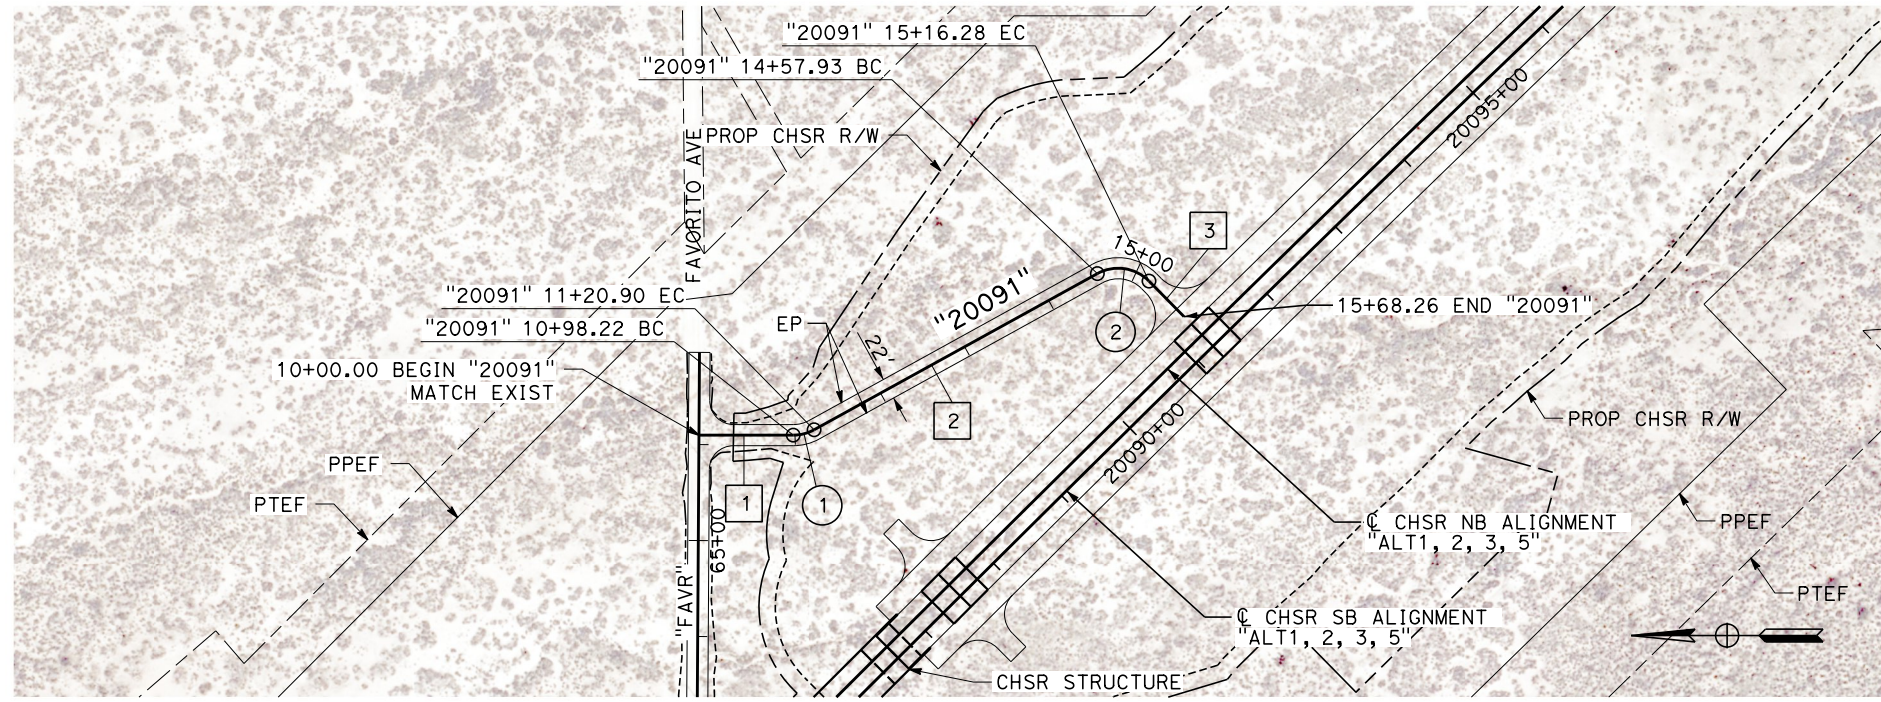 "20091" 15+16.28 EC
"20091" 14+57.93 BC
FAVORITO AVE
PROP CHSR R/W
20095+00
3
15+00
"20091"
"20091" 11+20.90 EC
"20091" 10+98.22 BC
EP
22'
2
15+68.26 END "20091"
10+00.00 BEGIN "20091"
MATCH EXIST
2
PROP CHSR R/W
20090+00
PPEF
PTEF
1
1
65+00
"FAVR"
℄ CHSR NB ALIGNMENT
"ALT1, 2, 3, 5"
PPEF
PTEF
℄ CHSR SB ALIGNMENT
"ALT1, 2, 3, 5"
CHSR STRUCTURE